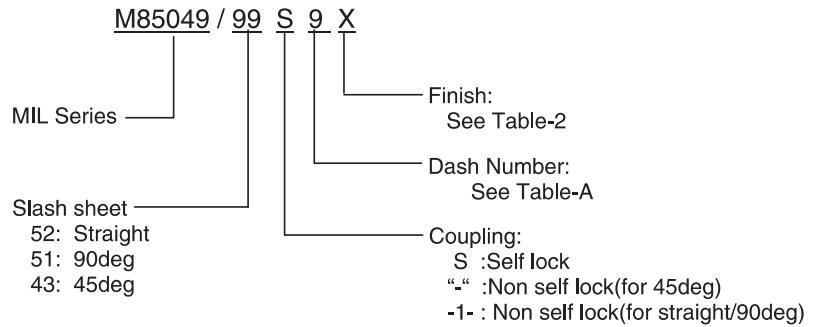 M85049 / 99 S 9 X
Finish:
See Table-2
MIL Series
Dash Number:
See Table-A
Slash sheet
52: Straight
51: 90deg
43: 45deg
Coupling:
S :Self lock
“-“ :Non self lock(for 45deg)
-1- : Non self lock(for straight/90deg)